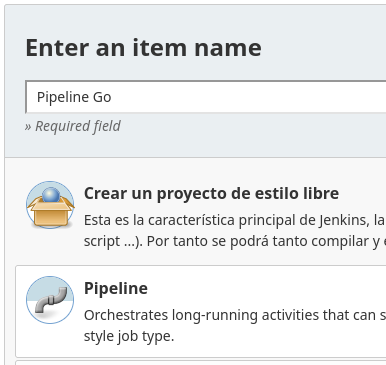 Enter an item name
Pipeline Go
» Required field
Crear un proyecto de estilo libre
Esta es la característica principal de Jenkins, la
script ...). Por tanto se podrá tanto compilar y
Pipeline
Orchestrates long-running activities that can s
style job type.